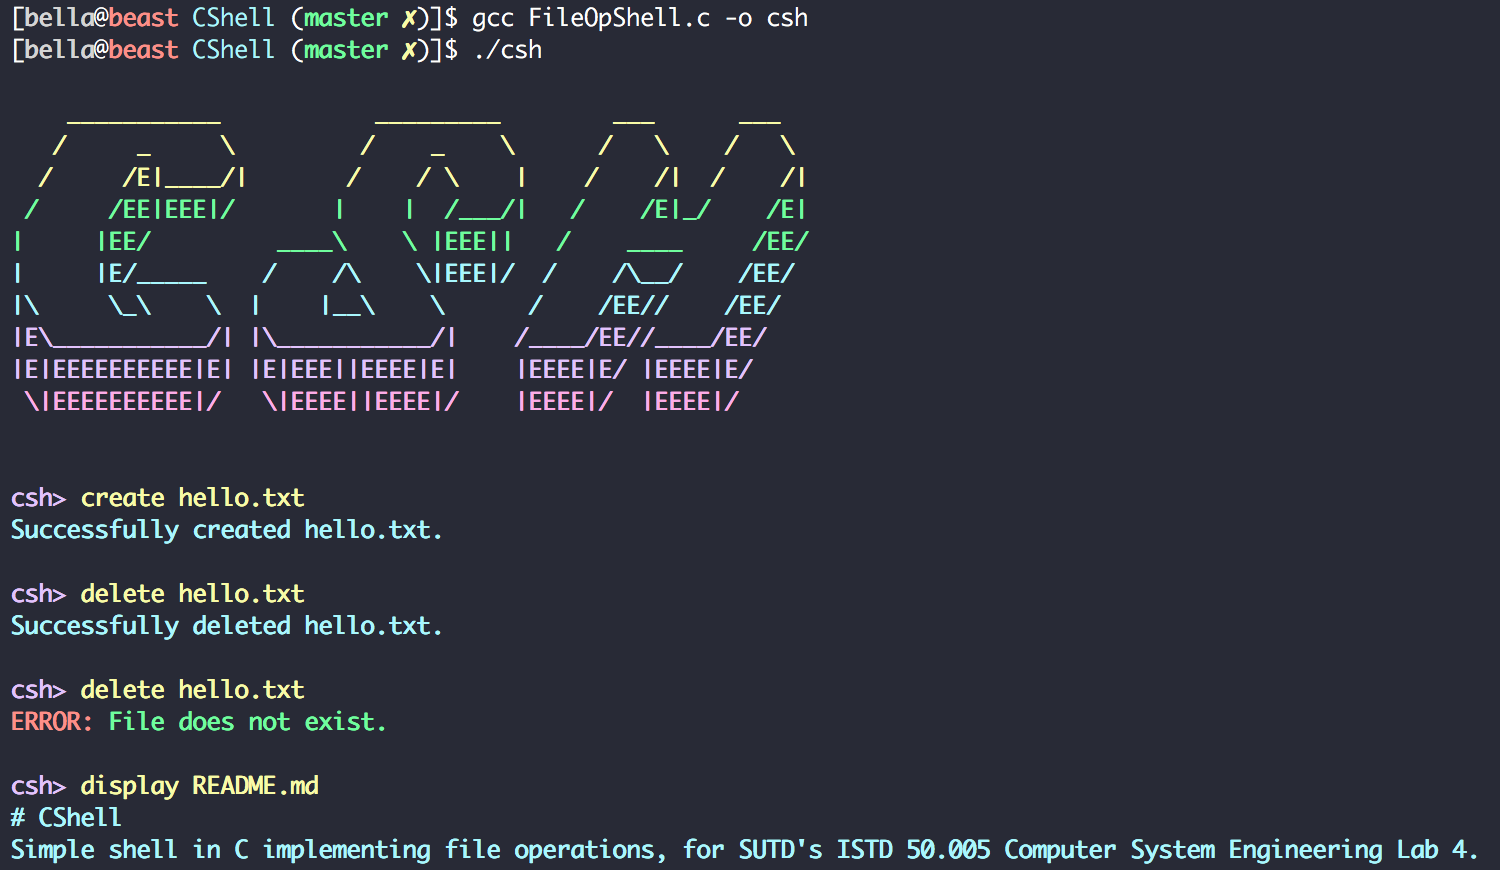 [bella@beast CShell (master ✗)]$ gcc FileOpShell.c -o csh
[bella@beast CShell (master ✗)]$ ./csh
    ___________           _________        ___      ___
   /     _     \         /    _    \      /   \    /   \
  /     /E|____/|       /    / \    |    /    /|  /    /|
 /     /EE|EEE|/       |    |  /___/|   /    /E|_/    /E|
|     |EE/         ____\    \ |EEE||   /    ____     /EE/
|     |E/_____    /    /\    \|EEE|/  /    /\__/    /EE/
|\     \_\    \  |    |__\    \      /    /EE//    /EE/
|E\___________/| |\___________/|    /____/EE//____/EE/
|E|EEEEEEEEEE|E| |E|EEE||EEEE|E|    |EEEE|E/ |EEEE|E/
 \|EEEEEEEEEE|/   \|EEEE||EEEE|/    |EEEE|/  |EEEE|/
csh> create hello.txt
Successfully created hello.txt.
csh> delete hello.txt
Successfully deleted hello.txt.
csh> delete hello.txt
ERROR: File does not exist.
csh> display README.md
# CShell
Simple shell in C implementing file operations, for SUTD's ISTD 50.005 Computer System Engineering Lab 4.